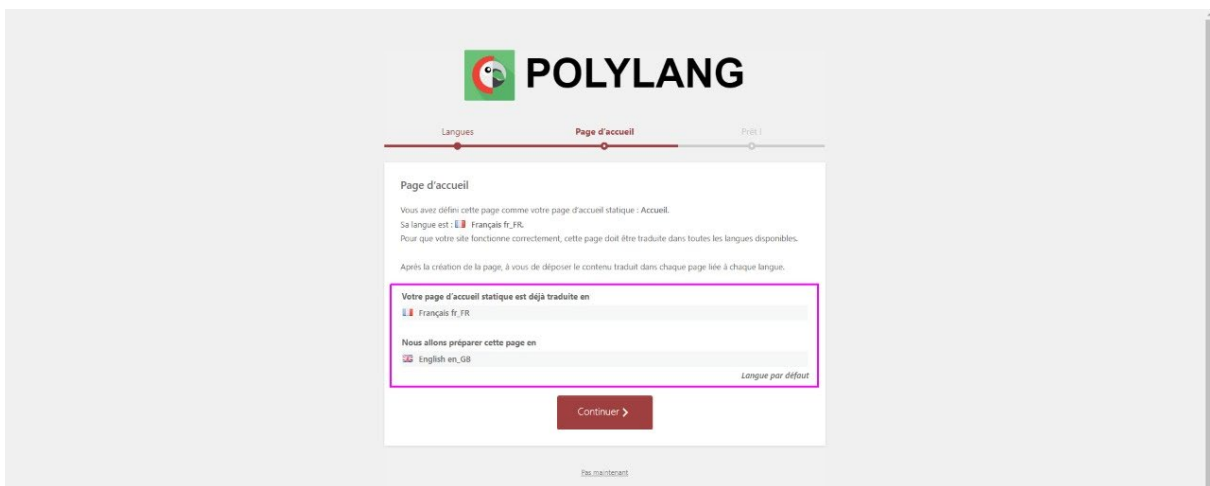 POLYLANG
Langues
Page d'accueil
Prêt !
Page d'accueil
Vous avez défini cette page comme votre page d'accueil statique : Accueil.
Sa langue est : Français fr_FR.
Pour que votre site fonctionne correctement, cette page doit être traduite dans toutes les langues disponibles.
Après la création de la page, à vous de déposer le contenu traduit dans chaque page liée à chaque langue.
Votre page d'accueil statique est déjà traduite en
Français fr_FR
Nous allons préparer cette page en
English en_GB
Langue par défaut
Continuer
Pas maintenant